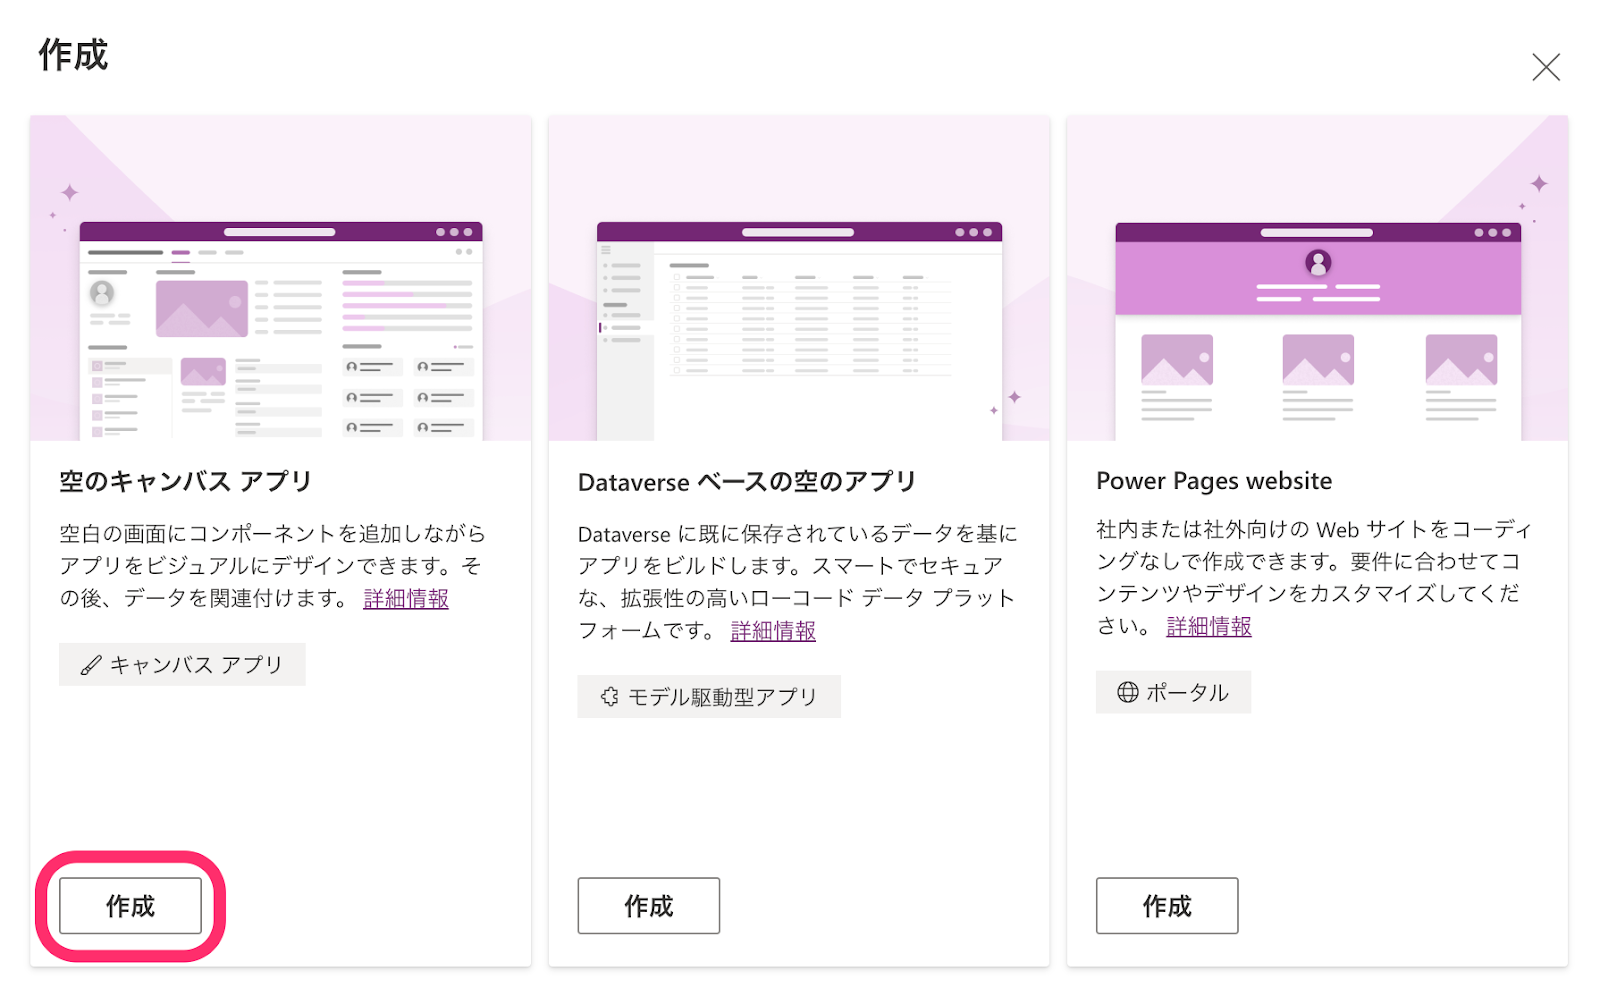 作成
空のキャンバス アプリ
空白の画面にコンポーネントを追加しながら
アプリをビジュアルにデザインできます。そ
の後、データを関連付けます。 詳細情報
キャンバス アプリ
作成
Dataverse ベースの空のアプリ
Dataverse に既に保存されているデータを基に
アプリをビルドします。スマートでセキュア
な、拡張性の高いローコード データ プラット
フォームです。 詳細情報
モデル駆動型アプリ
作成
Power Pages website
社内または社外向けの Web サイトをコーディ
ングなしで作成できます。要件に合わせてコ
ンテンツやデザインをカスタマイズしてくだ
さい。 詳細情報
ポータル
作成